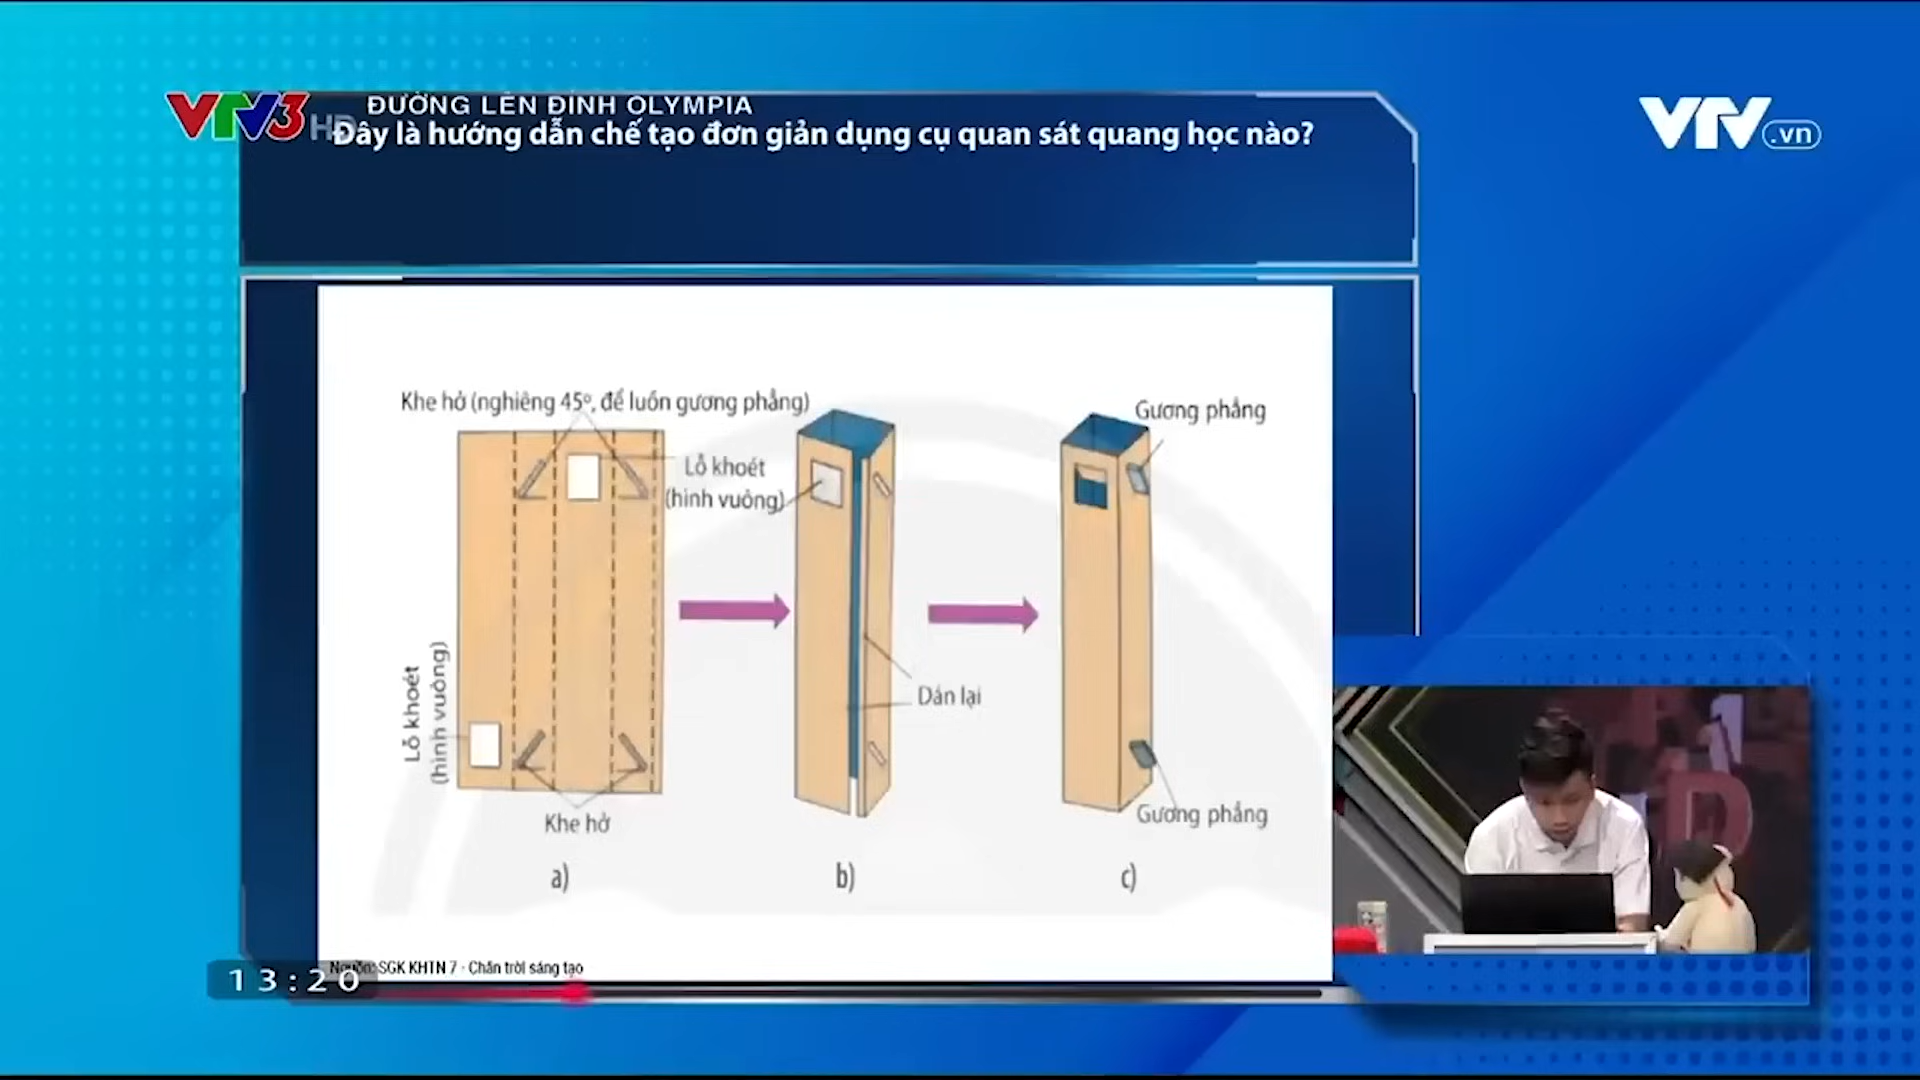 VTV3 HD
ĐƯỜNG LÊN ĐỈNH OLYMPIA
VTV.vn
Đây là hướng dẫn chế tạo đơn giản dụng cụ quan sát quang học nào?
Khe hở (nghiêng 45º, để luồn gương phẳng)
Gương phẳng
Lỗ khoét
(hình vuông)
Lỗ khoét
(hình vuông)
Dán lại
Khe hở
Gương phẳng
a)
b)
c)
Nguồn: SGK KHTN 7 - Chân trời sáng tạo
13:20
D